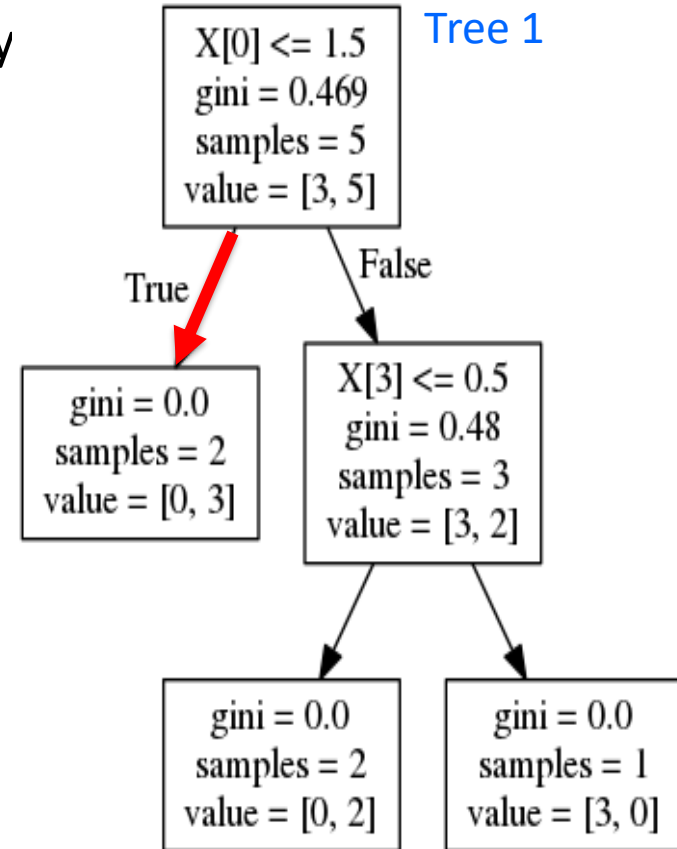 y
Tree 1
X[0] <= 1.5
gini = 0.469
samples = 5
value = [3, 5]
True
False
gini = 0.0
samples = 2
value = [0, 3]
X[3] <= 0.5
gini = 0.48
samples = 3
value = [3, 2]
gini = 0.0
samples = 2
value = [0, 2]
gini = 0.0
samples = 1
value = [3, 0]